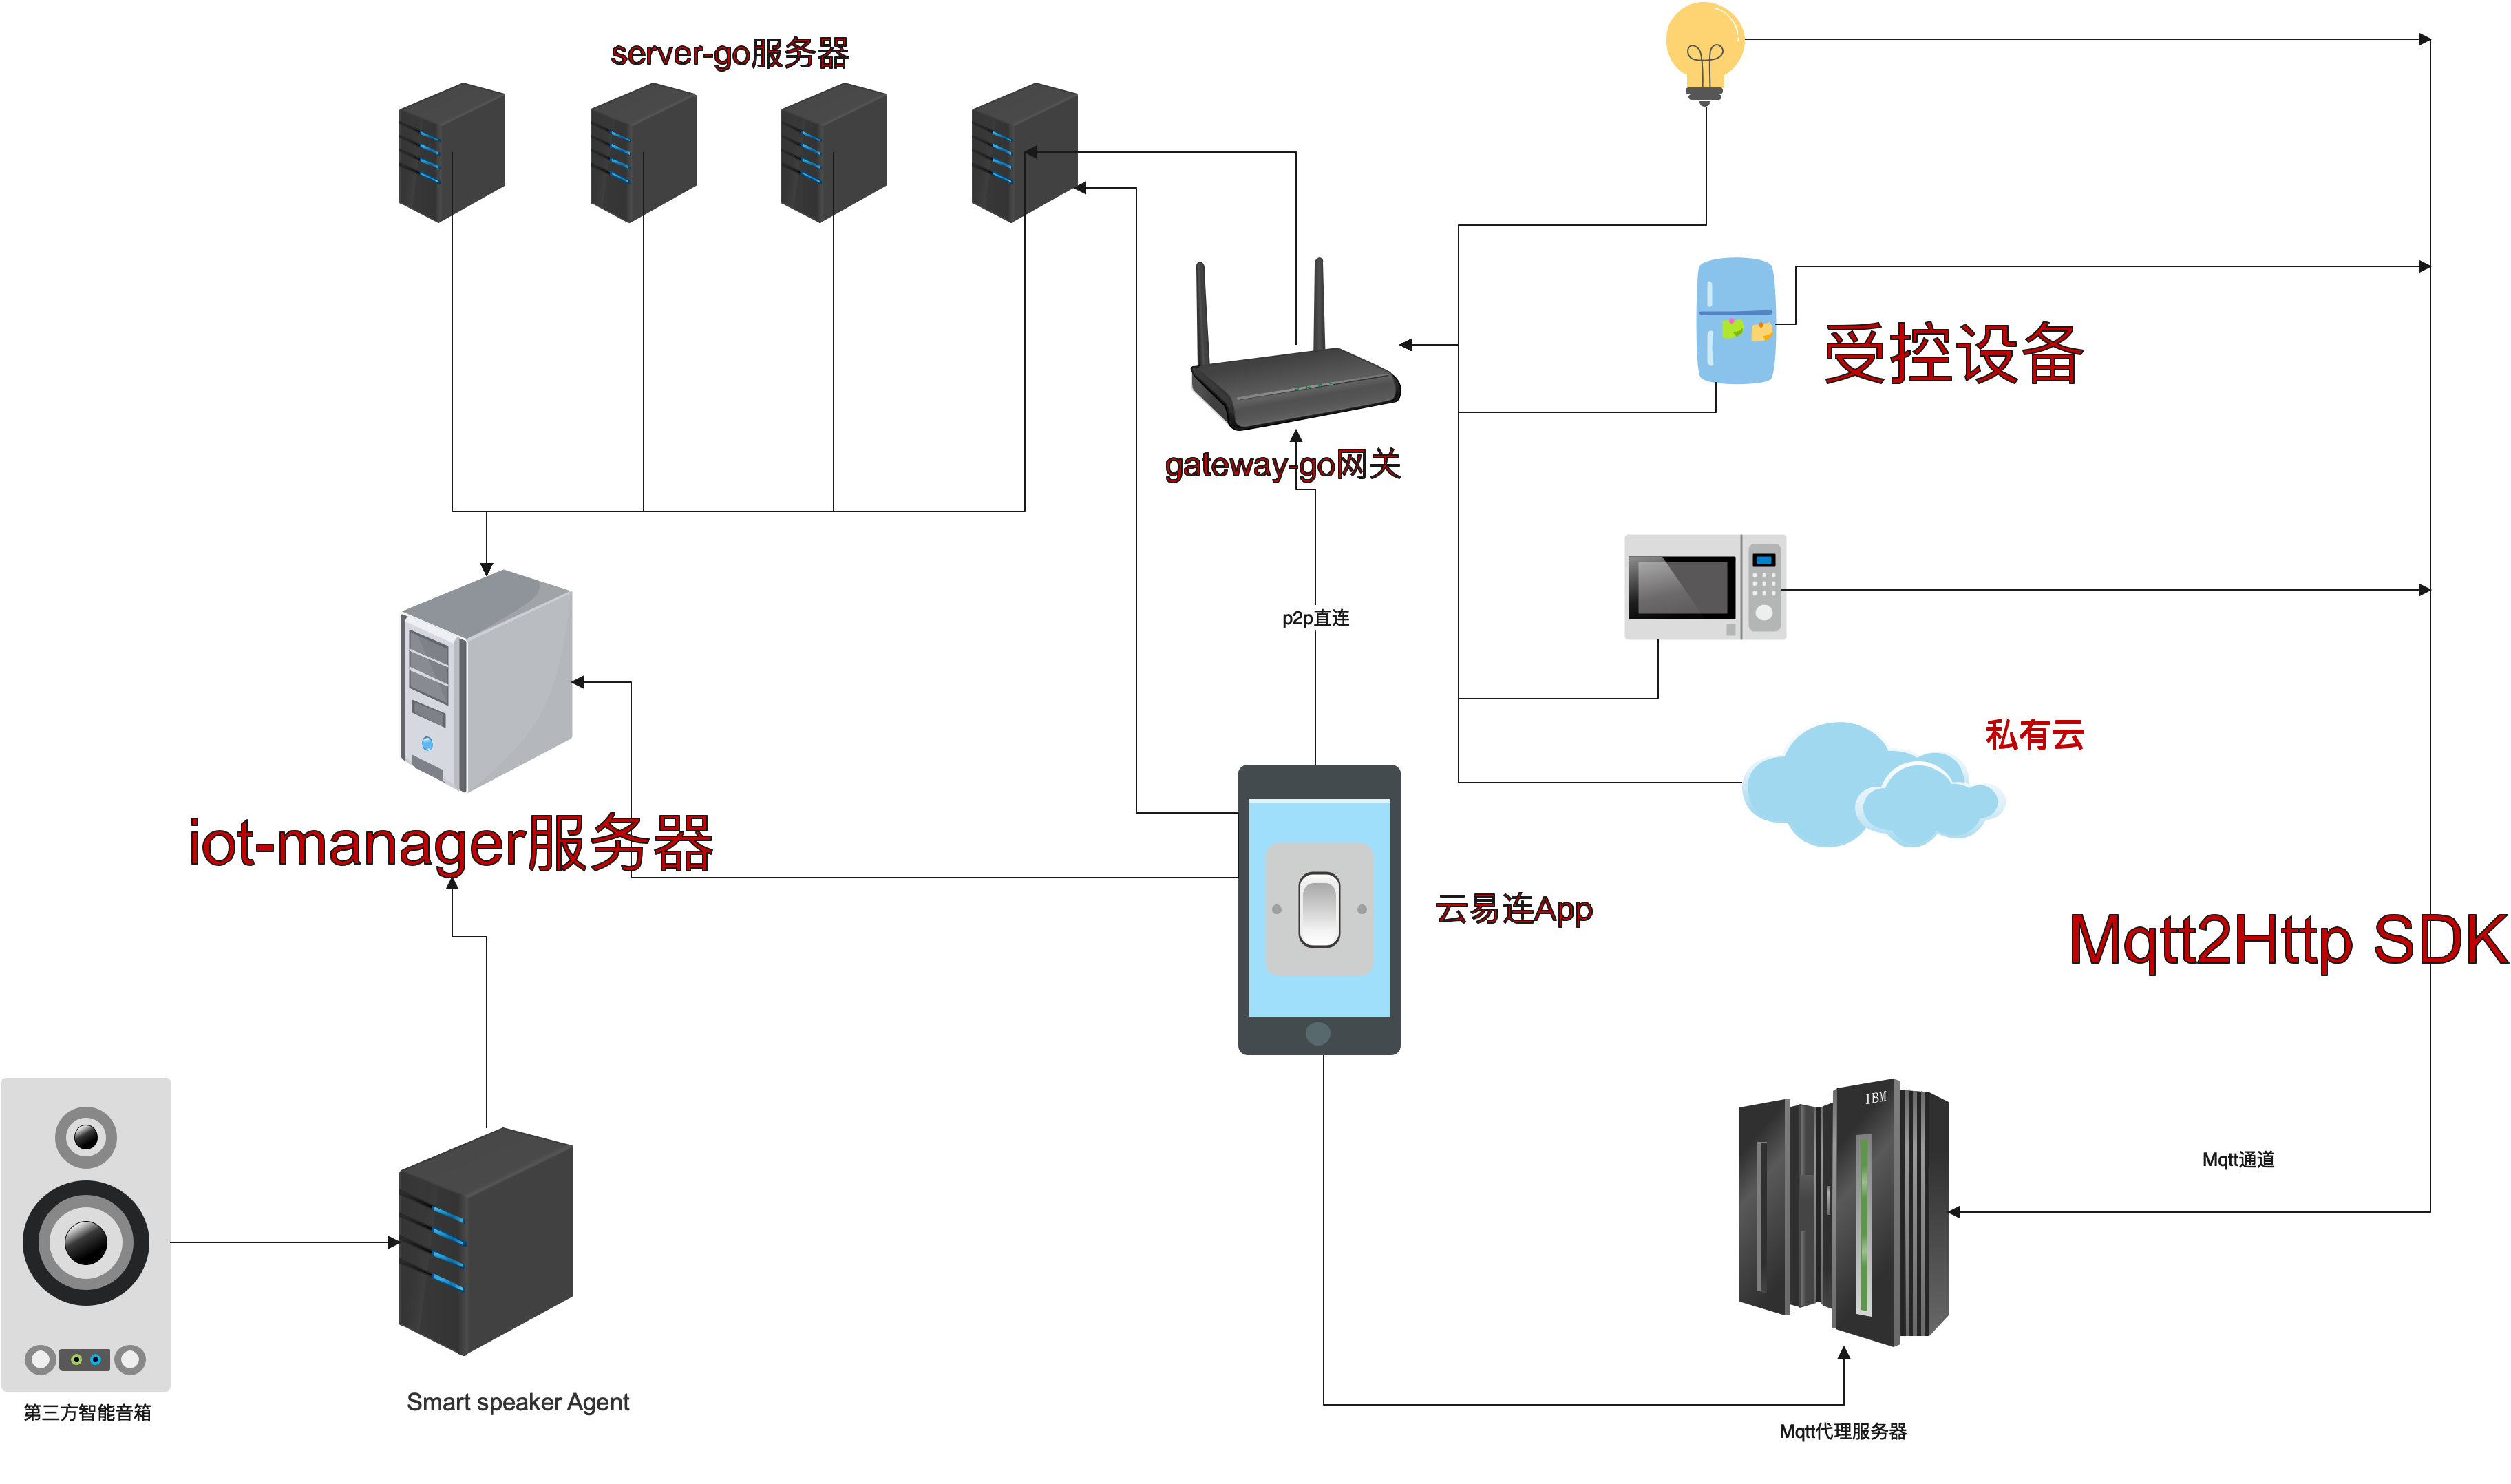 server-go服务器
受控设备
gateway-go网关
p2p直连
私有云
iot-manager服务器
云易连App
Mqtt2Http SDK
IBM
Mqtt通道
Smart speaker Agent
第三方智能音箱
Mqtt代理服务器